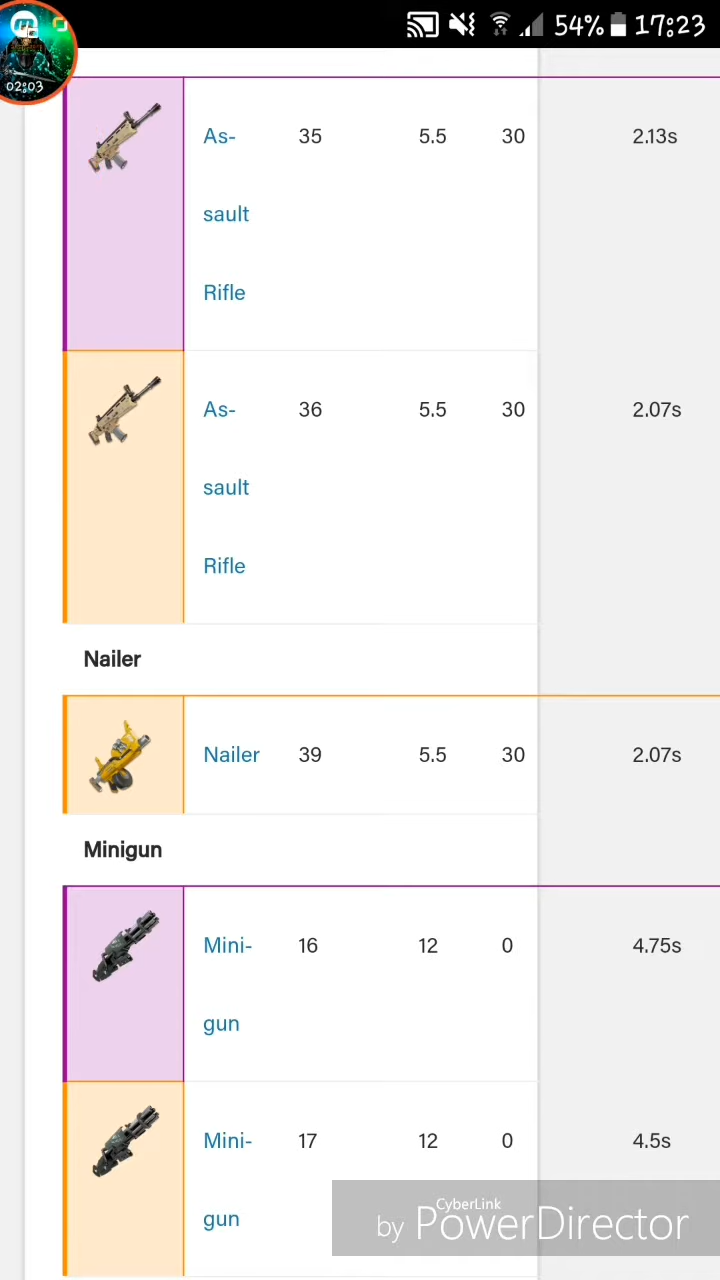 54% 17:23
02:03
As- 35 5.5 30 2.13s
sault
Rifle
As- 36 5.5 30 2.07s
sault
Rifle
Nailer
Nailer 39 5.5 30 2.07s
Minigun
Mini- 16 12 0 4.75s
gun
Mini- 17 12 0 4.5s
gun
CyberLink
by PowerDirector